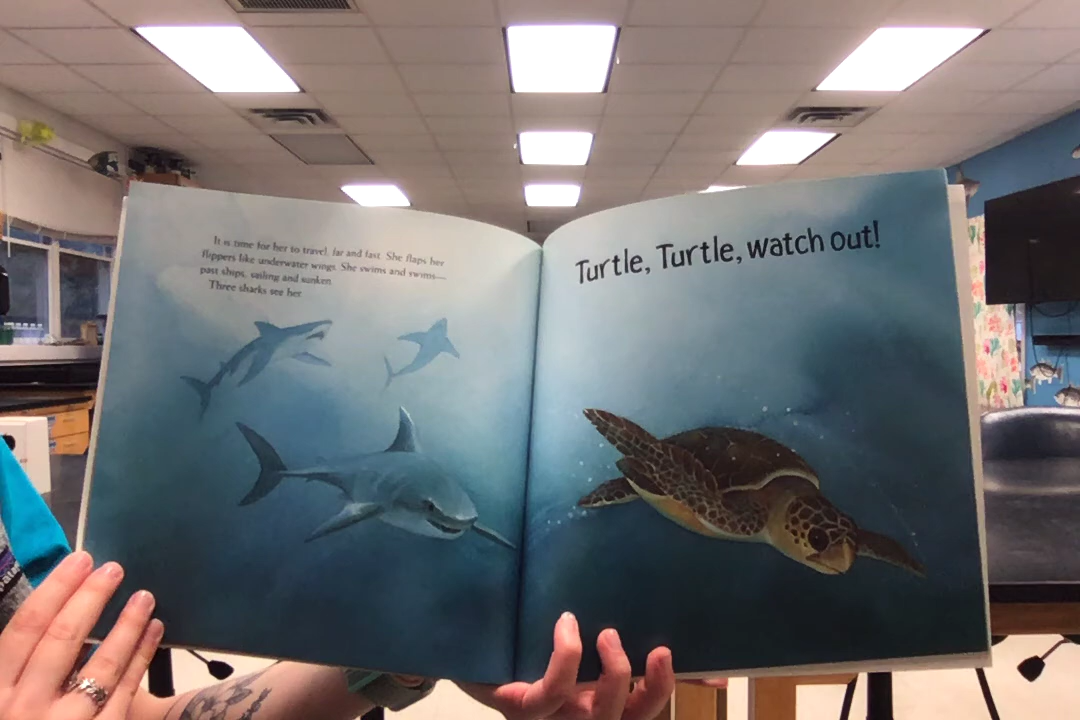 It is time for her to travel, far and fast. She flaps her
flippers like underwater wings. She swims and swims—
past ships, sailing and sunken.
Three sharks see her.
Turtle, Turtle, watch out!